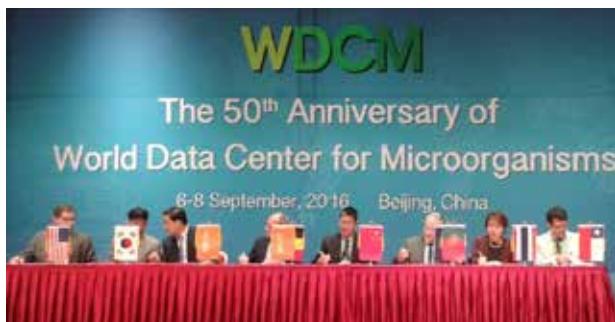 WDCM
The 50th Anniversary of
World Data Center for Microorganisms
6-8 September, 2016 Beijing, China